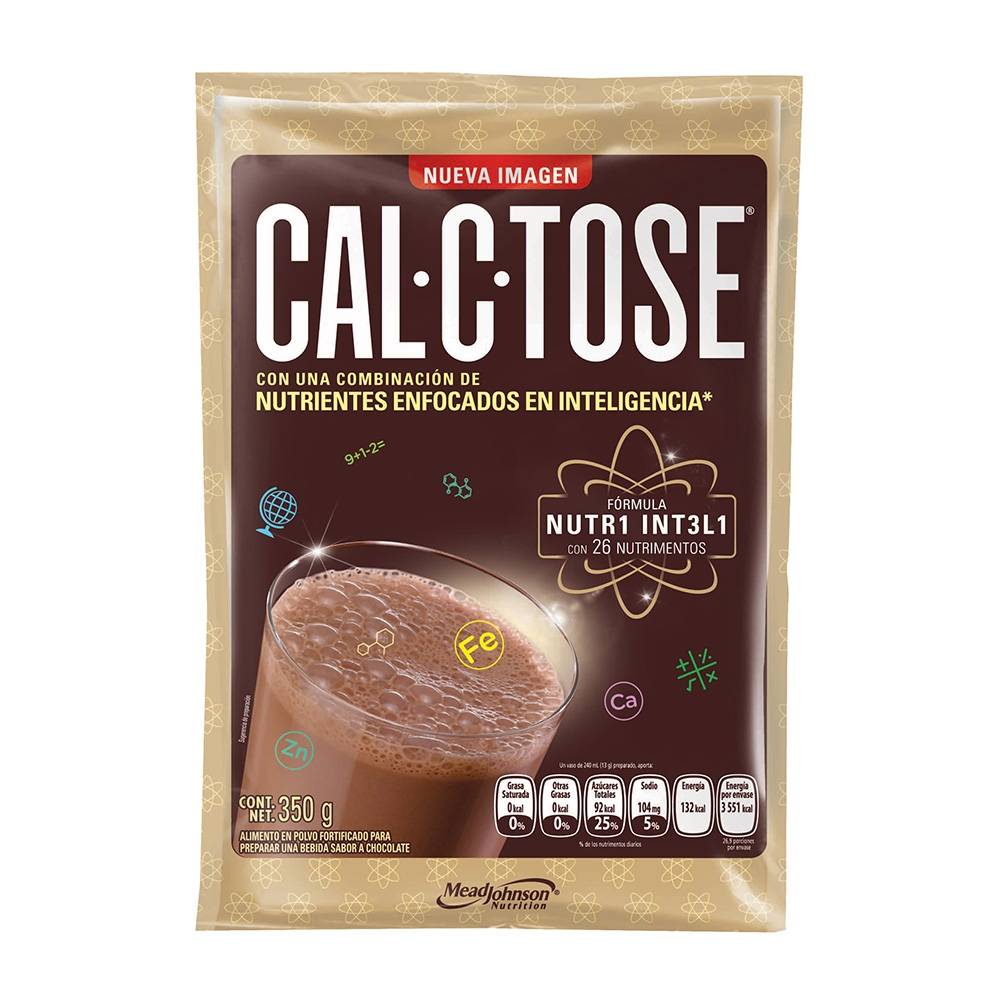 NUEVA IMAGEN
CAL·C·TOSE®
CON UNA COMBINACIÓN DE
NUTRIENTES ENFOCADOS EN INTELIGENCIA*
9+1-2=
FÓRMULA
NUTR1 INT3L1
CON 26 NUTRIMENTOS
Fe
Ca
Zn
+ ·/.
√ x
Sugerencia de preparación
Un vaso de 240 mL (13 g) preparado, aporta:
Grasa Saturada 0 kcal 0%
Otras Grasas 0 kcal 0%
Azúcares Totales 92 kcal 25%
Sodio 104 mg 5%
Energía 132 kcal
Energía por envase 3 551 kcal
% de los nutrimentos diarios
26,9 porciones
por envase
CONT.
NET. 350 g
ALIMENTO EN POLVO FORTIFICADO PARA
PREPARAR UNA BEBIDA SABOR A CHOCOLATE
MeadJohnson®
Nutrition